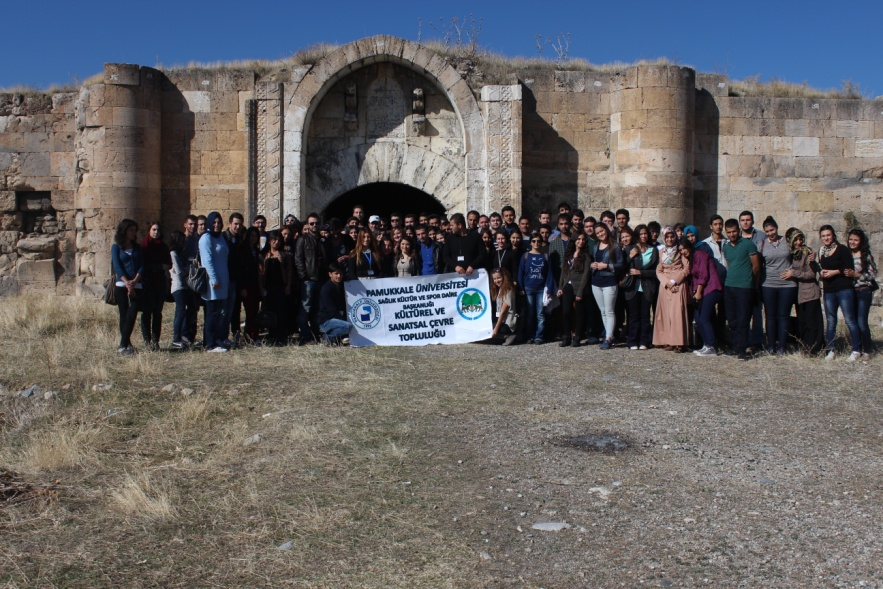 PAMUKKALE ÜNİVERSİTESİ
SAĞLIK KÜLTÜR VE SPOR DAİRE
BAŞKANLIĞI
KÜLTÜREL VE
SANATSAL ÇEVRE
TOPLULUĞU